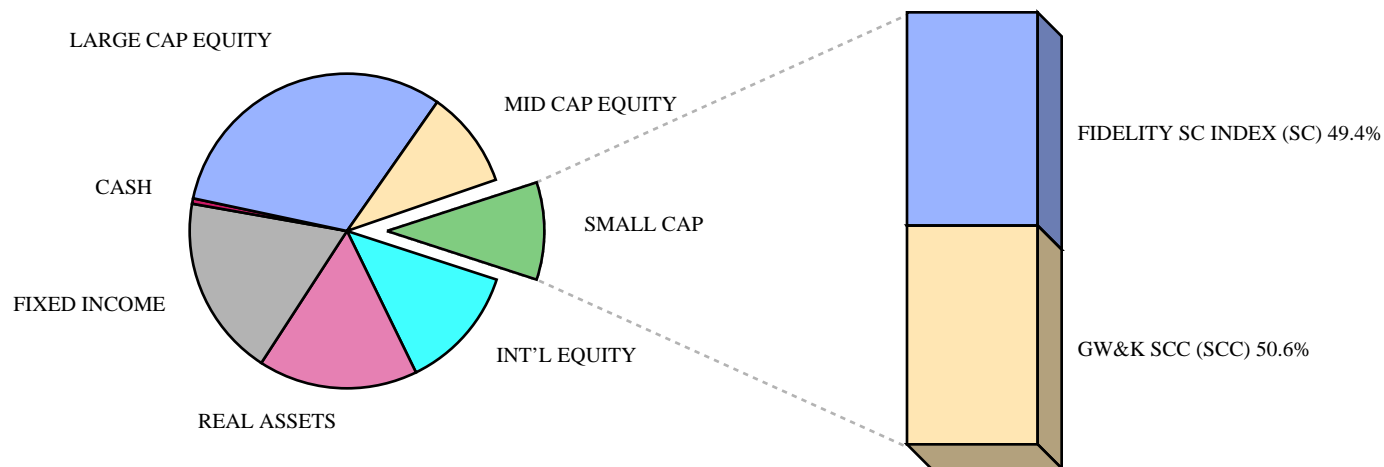 LARGE CAP EQUITY
MID CAP EQUITY
FIDELITY SC INDEX (SC) 49.4%
CASH
SMALL CAP
FIXED INCOME
INT'L EQUITY
GW&K SCC (SCC) 50.6%
REAL ASSETS